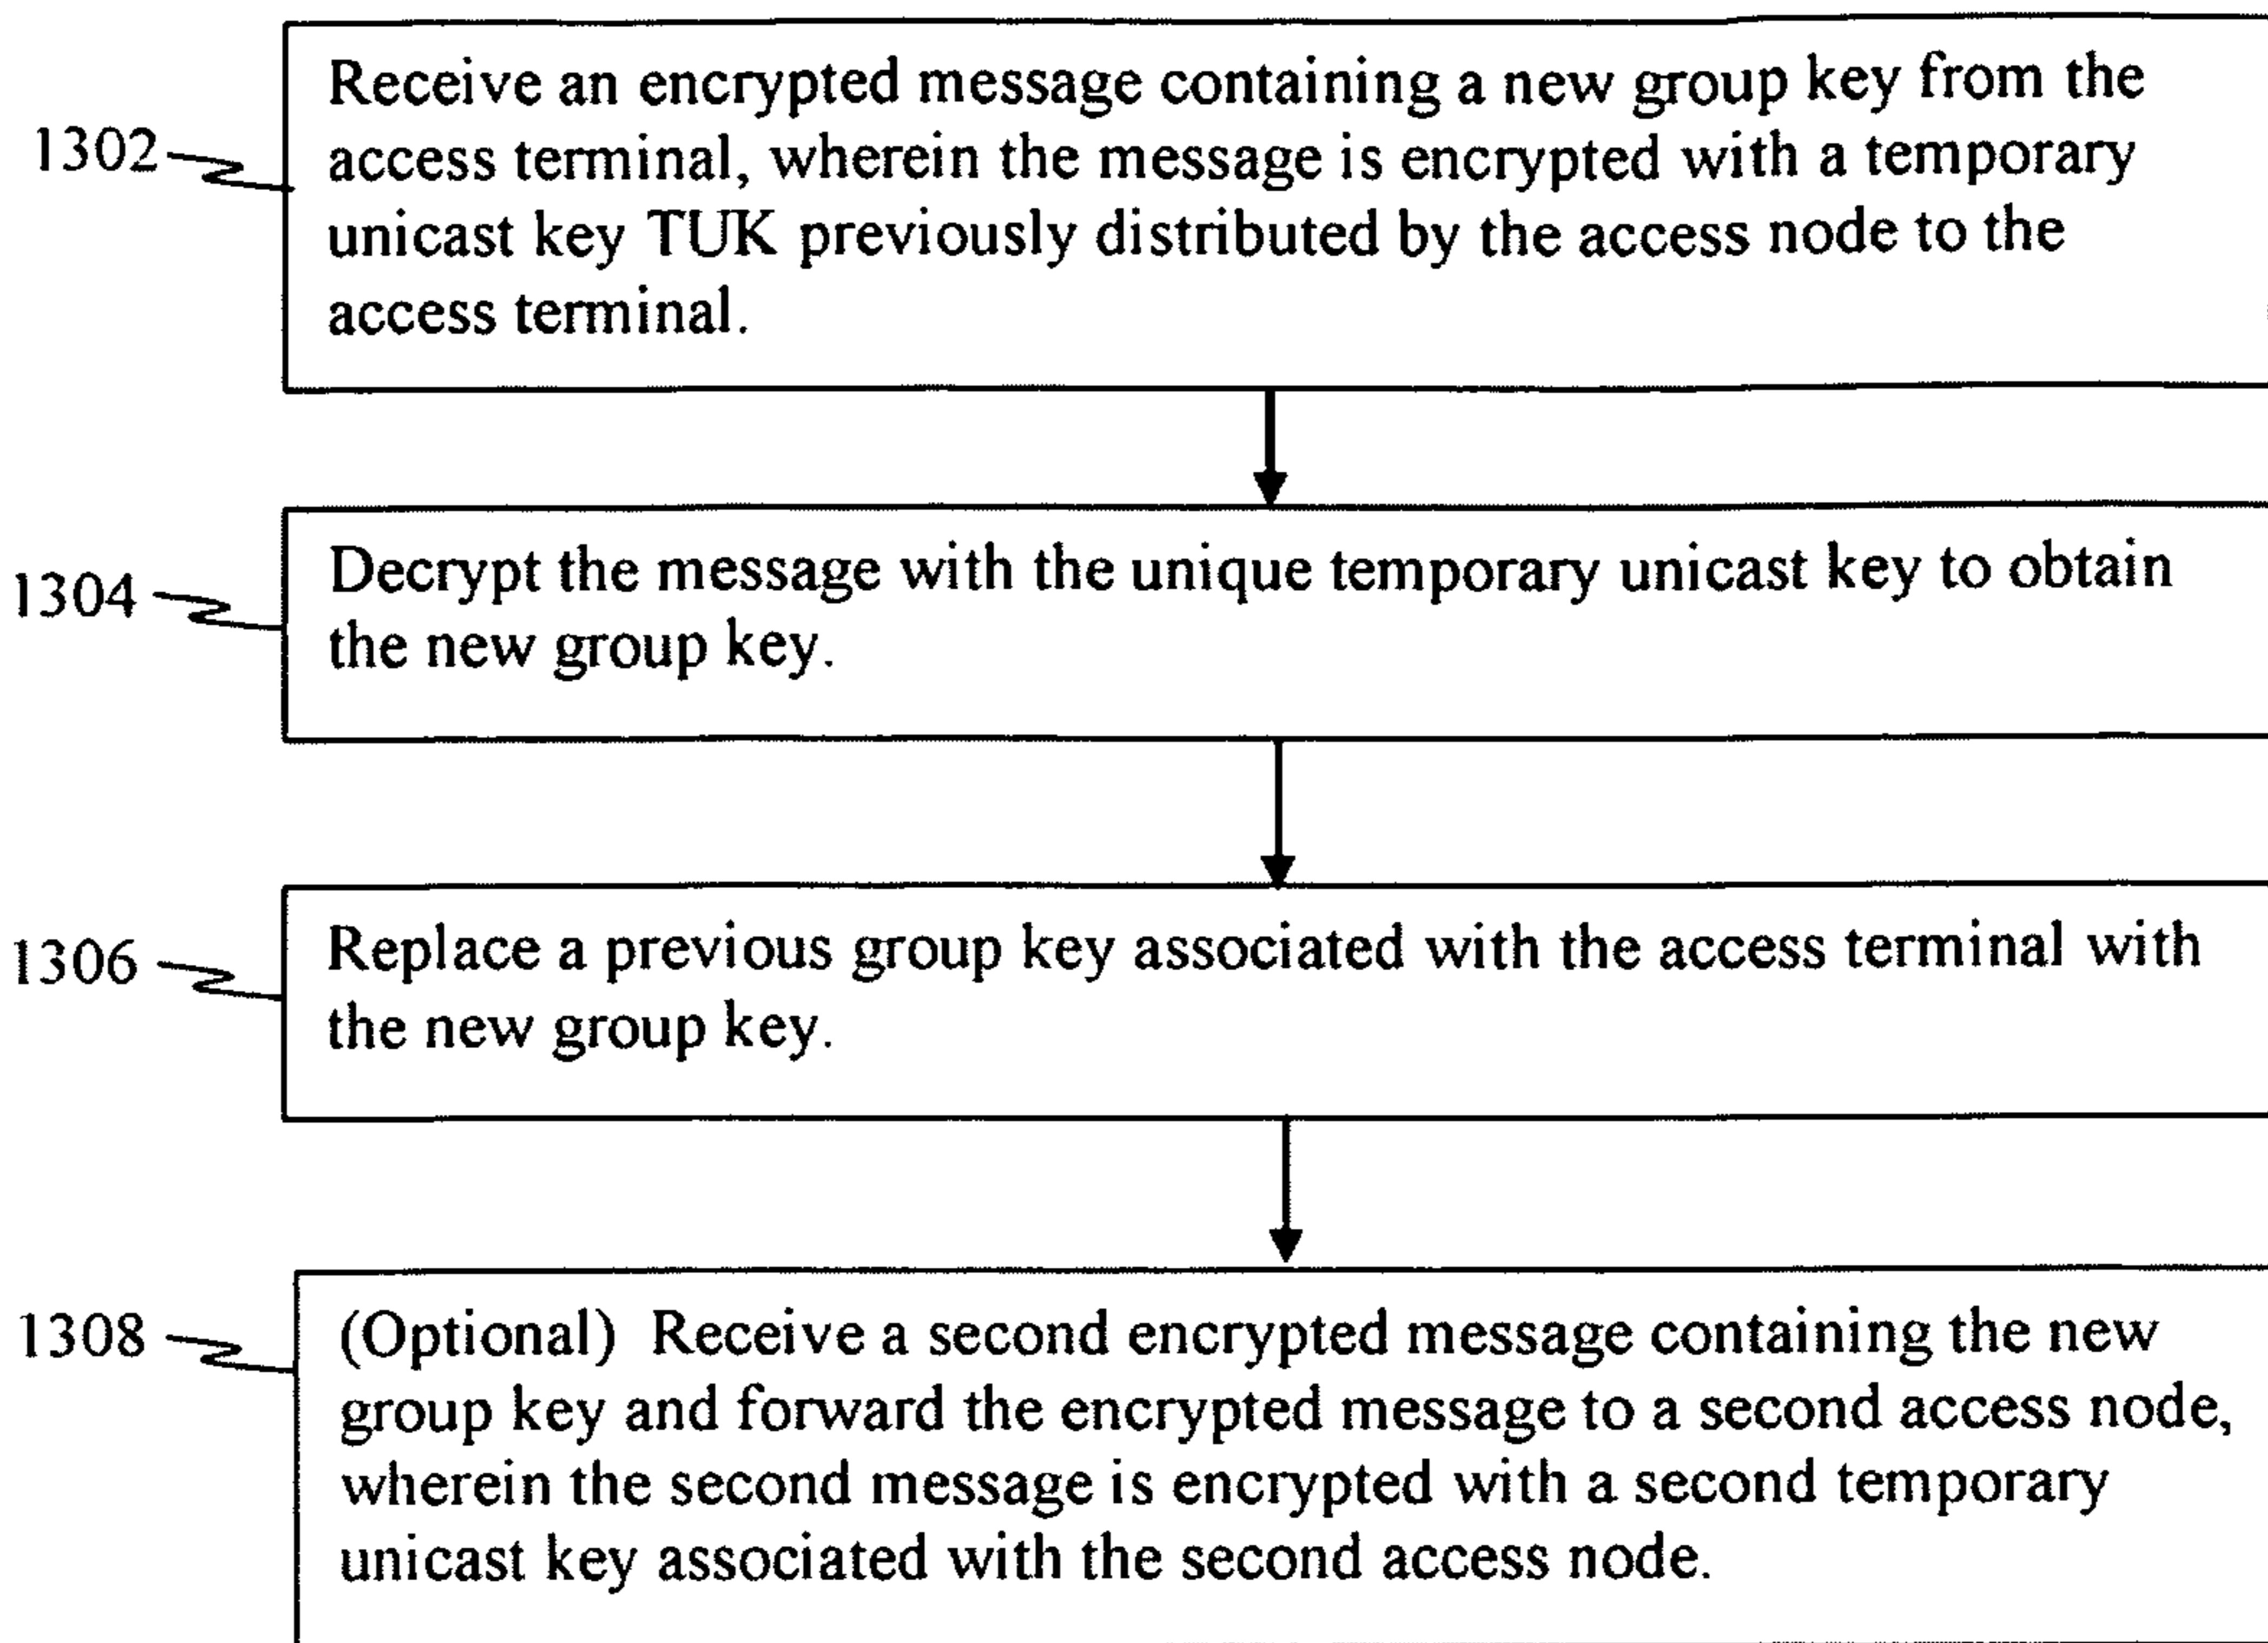 Receive an encrypted message containing a new group key from the
1302
access terminal, wherein the message is encrypted with a temporary
unicast key TUK previously distributed by the access node to the
access terminal.
Decrypt the message with the unique temporary unicast key to obtain
1304
the new group key.
Replace a previous group key associated with the access terminal with
1306
the new group key.
1308
(Optional) Receive a second encrypted message containing the new
group key and forward the encrypted message to a second access node,
wherein the second message is encrypted with a second temporary
unicast key associated with the second access node.